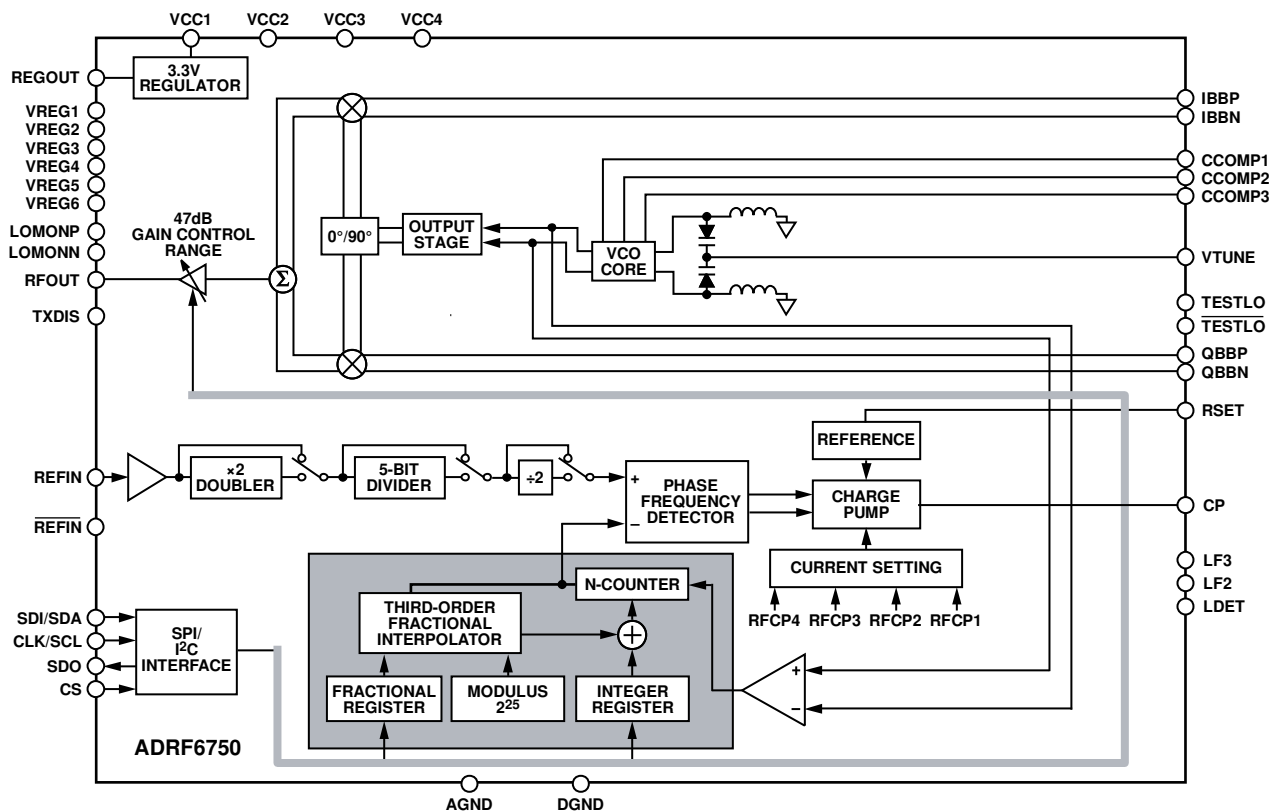 VCC1
VCC2
VCC3
VCC4
REGOUT
3.3V
REGULATOR
VREG1
VREG2
VREG3
VREG4
VREG5
VREG6
LOMONP
LOMONN
RFOUT
TXDIS
47dB
GAIN CONTROL
RANGE
Σ
0°/90°
OUTPUT
STAGE
VCO
CORE
IBBP
IBBN
CCOMP1
CCOMP2
CCOMP3
VTUNE
TESTLO
TESTLO
QBBP
QBBN
RSET
REFERENCE
REFIN
×2
DOUBLER
5-BIT
DIVIDER
÷2
+
–
PHASE
FREQUENCY
DETECTOR
CHARGE
PUMP
CP
REFIN
CURRENT SETTING
RFCP4
RFCP3
RFCP2
RFCP1
LF3
LF2
LDET
N-COUNTER
THIRD-ORDER
FRACTIONAL
INTERPOLATOR
+
SDI/SDA
CLK/SCL
SDO
CS
SPI/
I²C
INTERFACE
FRACTIONAL
REGISTER
MODULUS
2²⁵
INTEGER
REGISTER
+
–
ADRF6750
AGND
DGND